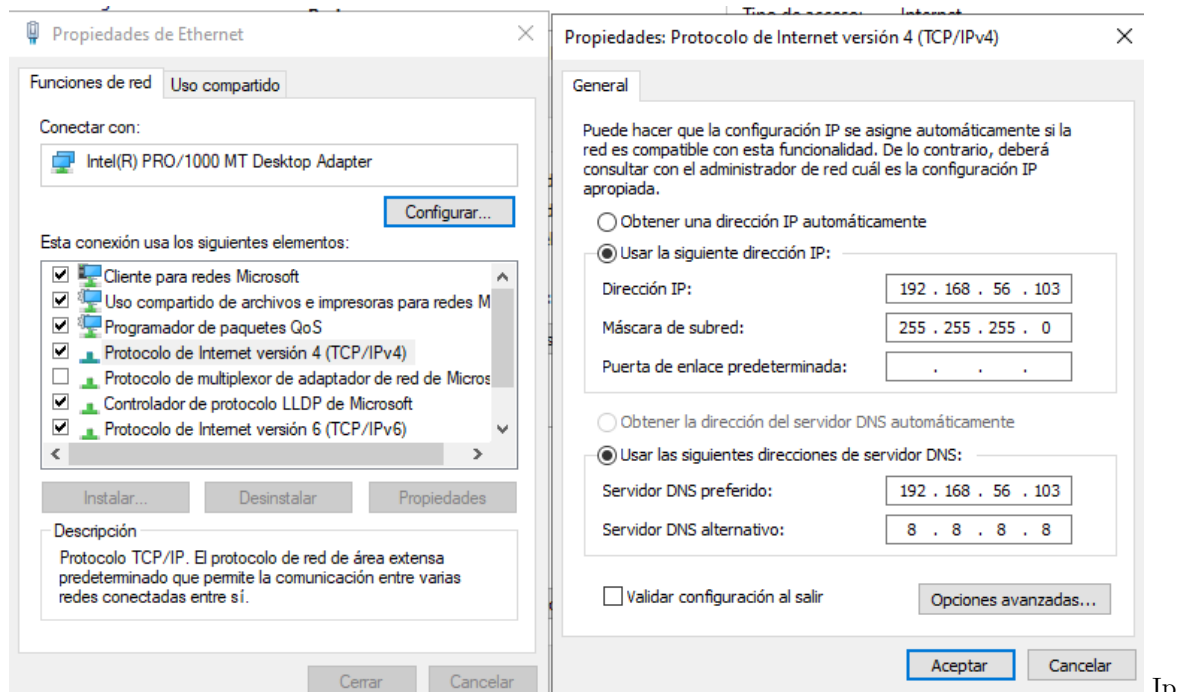 Tipo de acceso: Internet
Propiedades de Ethernet
Funciones de red Uso compartido
Conectar con:
Intel(R) PRO/1000 MT Desktop Adapter
Configurar...
Esta conexión usa los siguientes elementos:
Cliente para redes Microsoft
Uso compartido de archivos e impresoras para redes M
Programador de paquetes QoS
Protocolo de Internet versión 4 (TCP/IPv4)
Protocolo de multiplexor de adaptador de red de Micros
Controlador de protocolo LLDP de Microsoft
Protocolo de Internet versión 6 (TCP/IPv6)
Instalar... Desinstalar Propiedades
Descripción
Protocolo TCP/IP. El protocolo de red de área extensa
predeterminado que permite la comunicación entre varias
redes conectadas entre sí.
Cerrar Cancelar
Propiedades: Protocolo de Internet versión 4 (TCP/IPv4)
General
Puede hacer que la configuración IP se asigne automáticamente si la
red es compatible con esta funcionalidad. De lo contrario, deberá
consultar con el administrador de red cuál es la configuración IP
apropiada.
Obtener una dirección IP automáticamente
Usar la siguiente dirección IP:
Dirección IP: 192 . 168 . 56 . 103
Máscara de subred: 255 . 255 . 255 . 0
Puerta de enlace predeterminada: . . .
Obtener la dirección del servidor DNS automáticamente
Usar las siguientes direcciones de servidor DNS:
Servidor DNS preferido: 192 . 168 . 56 . 103
Servidor DNS alternativo: 8 . 8 . 8 . 8
Validar configuración al salir
Opciones avanzadas...
Aceptar Cancelar
Ip